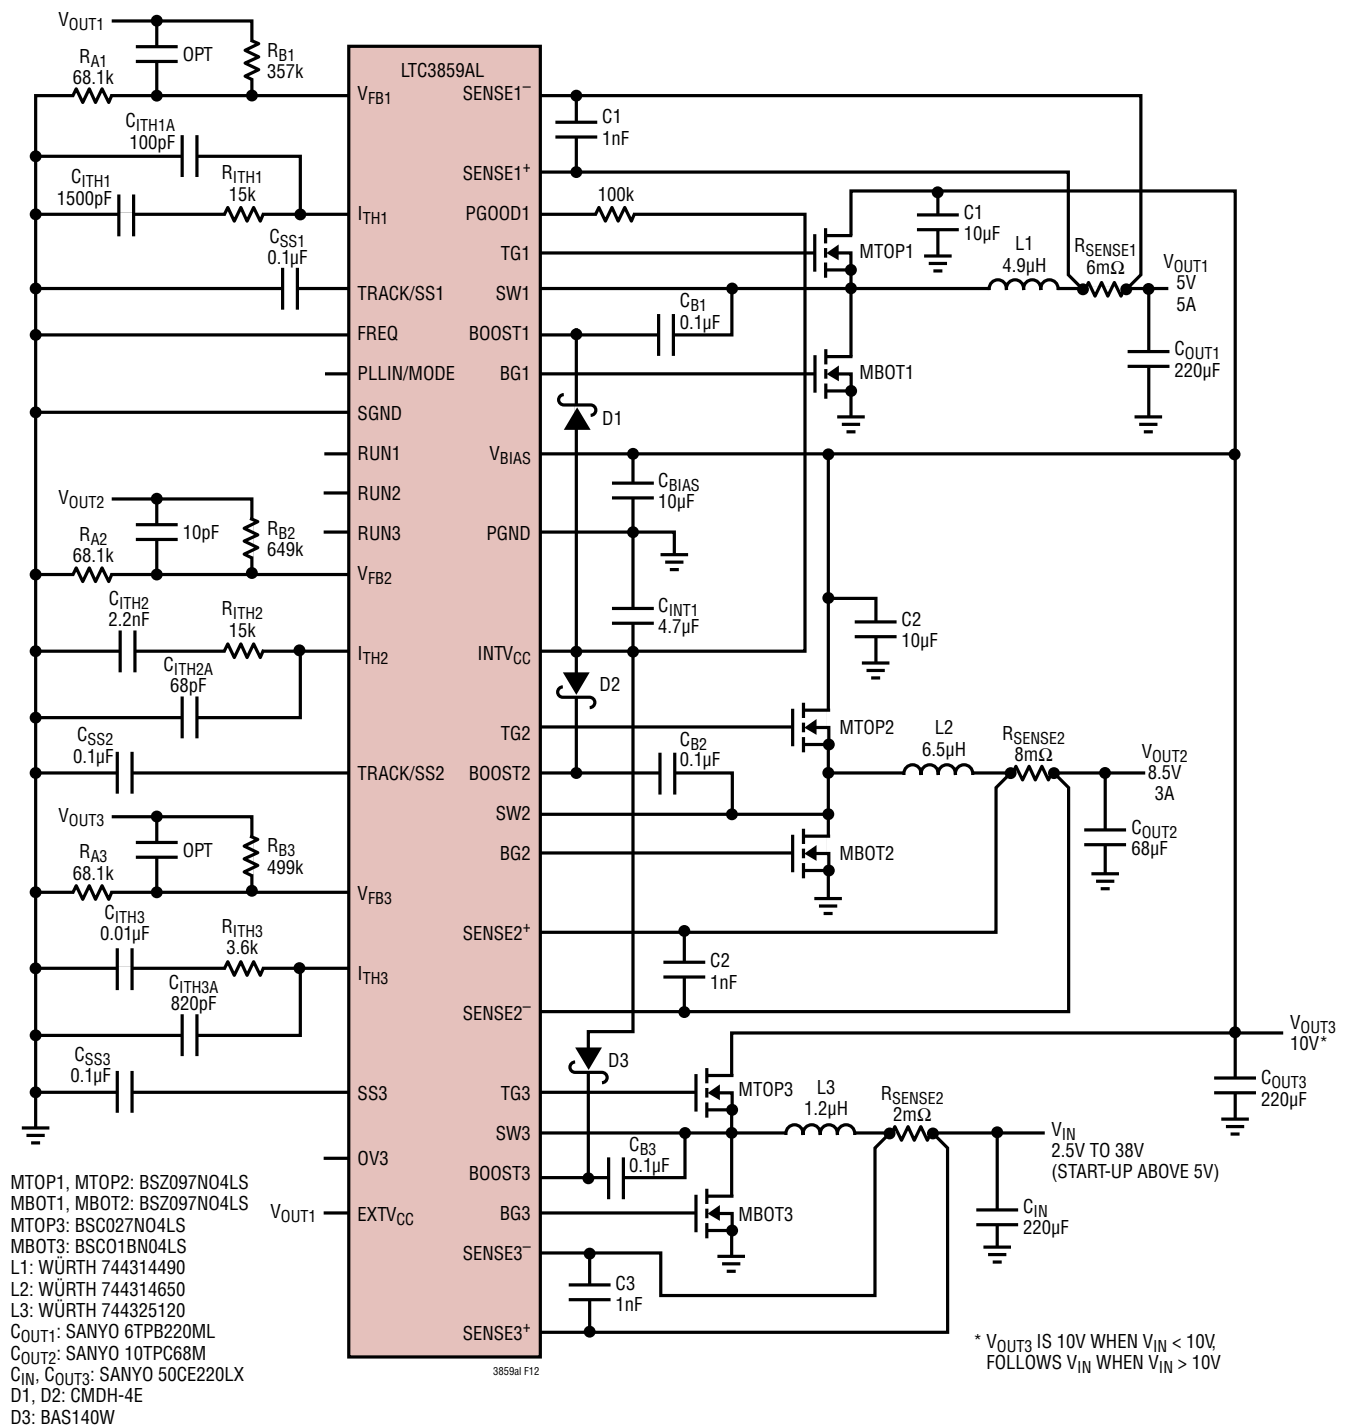 VOUT1
RA1
68.1k
OPT
RB1
357k
CITH1A
100pF
CITH1
1500pF
RITH1
15k
CSS1
0.1µF
VOUT2
RA2
68.1k
10pF
RB2
649k
CITH2
2.2nF
RITH2
15k
CITH2A
68pF
CSS2
0.1µF
VOUT3
RA3
68.1k
OPT
RB3
499k
CITH3
0.01µF
RITH3
3.6k
CITH3A
820pF
CSS3
0.1µF
VOUT1
LTC3859AL
VFB1
ITH1
TRACK/SS1
FREQ
PLLIN/MODE
SGND
RUN1
RUN2
RUN3
VFB2
ITH2
TRACK/SS2
VFB3
ITH3
SS3
OV3
EXTVCC
SENSE1–
SENSE1+
PGOOD1
TG1
SW1
BOOST1
BG1
VBIAS
PGND
INTVCC
TG2
BOOST2
SW2
BG2
SENSE2+
SENSE2–
TG3
SW3
BOOST3
BG3
SENSE3–
SENSE3+
C1
1nF
100k
MTOP1
C1
10µF
L1
4.9µH
RSENSE1
6mΩ
VOUT1
5V
5A
CB1
0.1µF
MBOT1
COUT1
220µF
D1
CBIAS
10µF
CINT1
4.7µF
C2
10µF
D2
MTOP2
L2
6.5µH
RSENSE2
8mΩ
VOUT2
8.5V
3A
CB2
0.1µF
MBOT2
COUT2
68µF
C2
1nF
VOUT3
10V*
D3
MTOP3
L3
1.2µH
RSENSE2
2mΩ
COUT3
220µF
VIN
2.5V TO 38V
(START-UP ABOVE 5V)
CB3
0.1µF
MBOT3
CIN
220µF
C3
1nF
MTOP1, MTOP2: BSZ097NO4LS
MBOT1, MBOT2: BSZ097NO4LS
MTOP3: BSC027NO4LS
MBOT3: BSCO1BN04LS
L1: WÜRTH 744314490
L2: WÜRTH 744314650
L3: WÜRTH 744325120
COUT1: SANYO 6TPB220ML
COUT2: SANYO 10TPC68M
CIN, COUT3: SANYO 50CE220LX
D1, D2: CMDH-4E
D3: BAS140W
3859al F12
* VOUT3 IS 10V WHEN VIN < 10V,
FOLLOWS VIN WHEN VIN > 10V